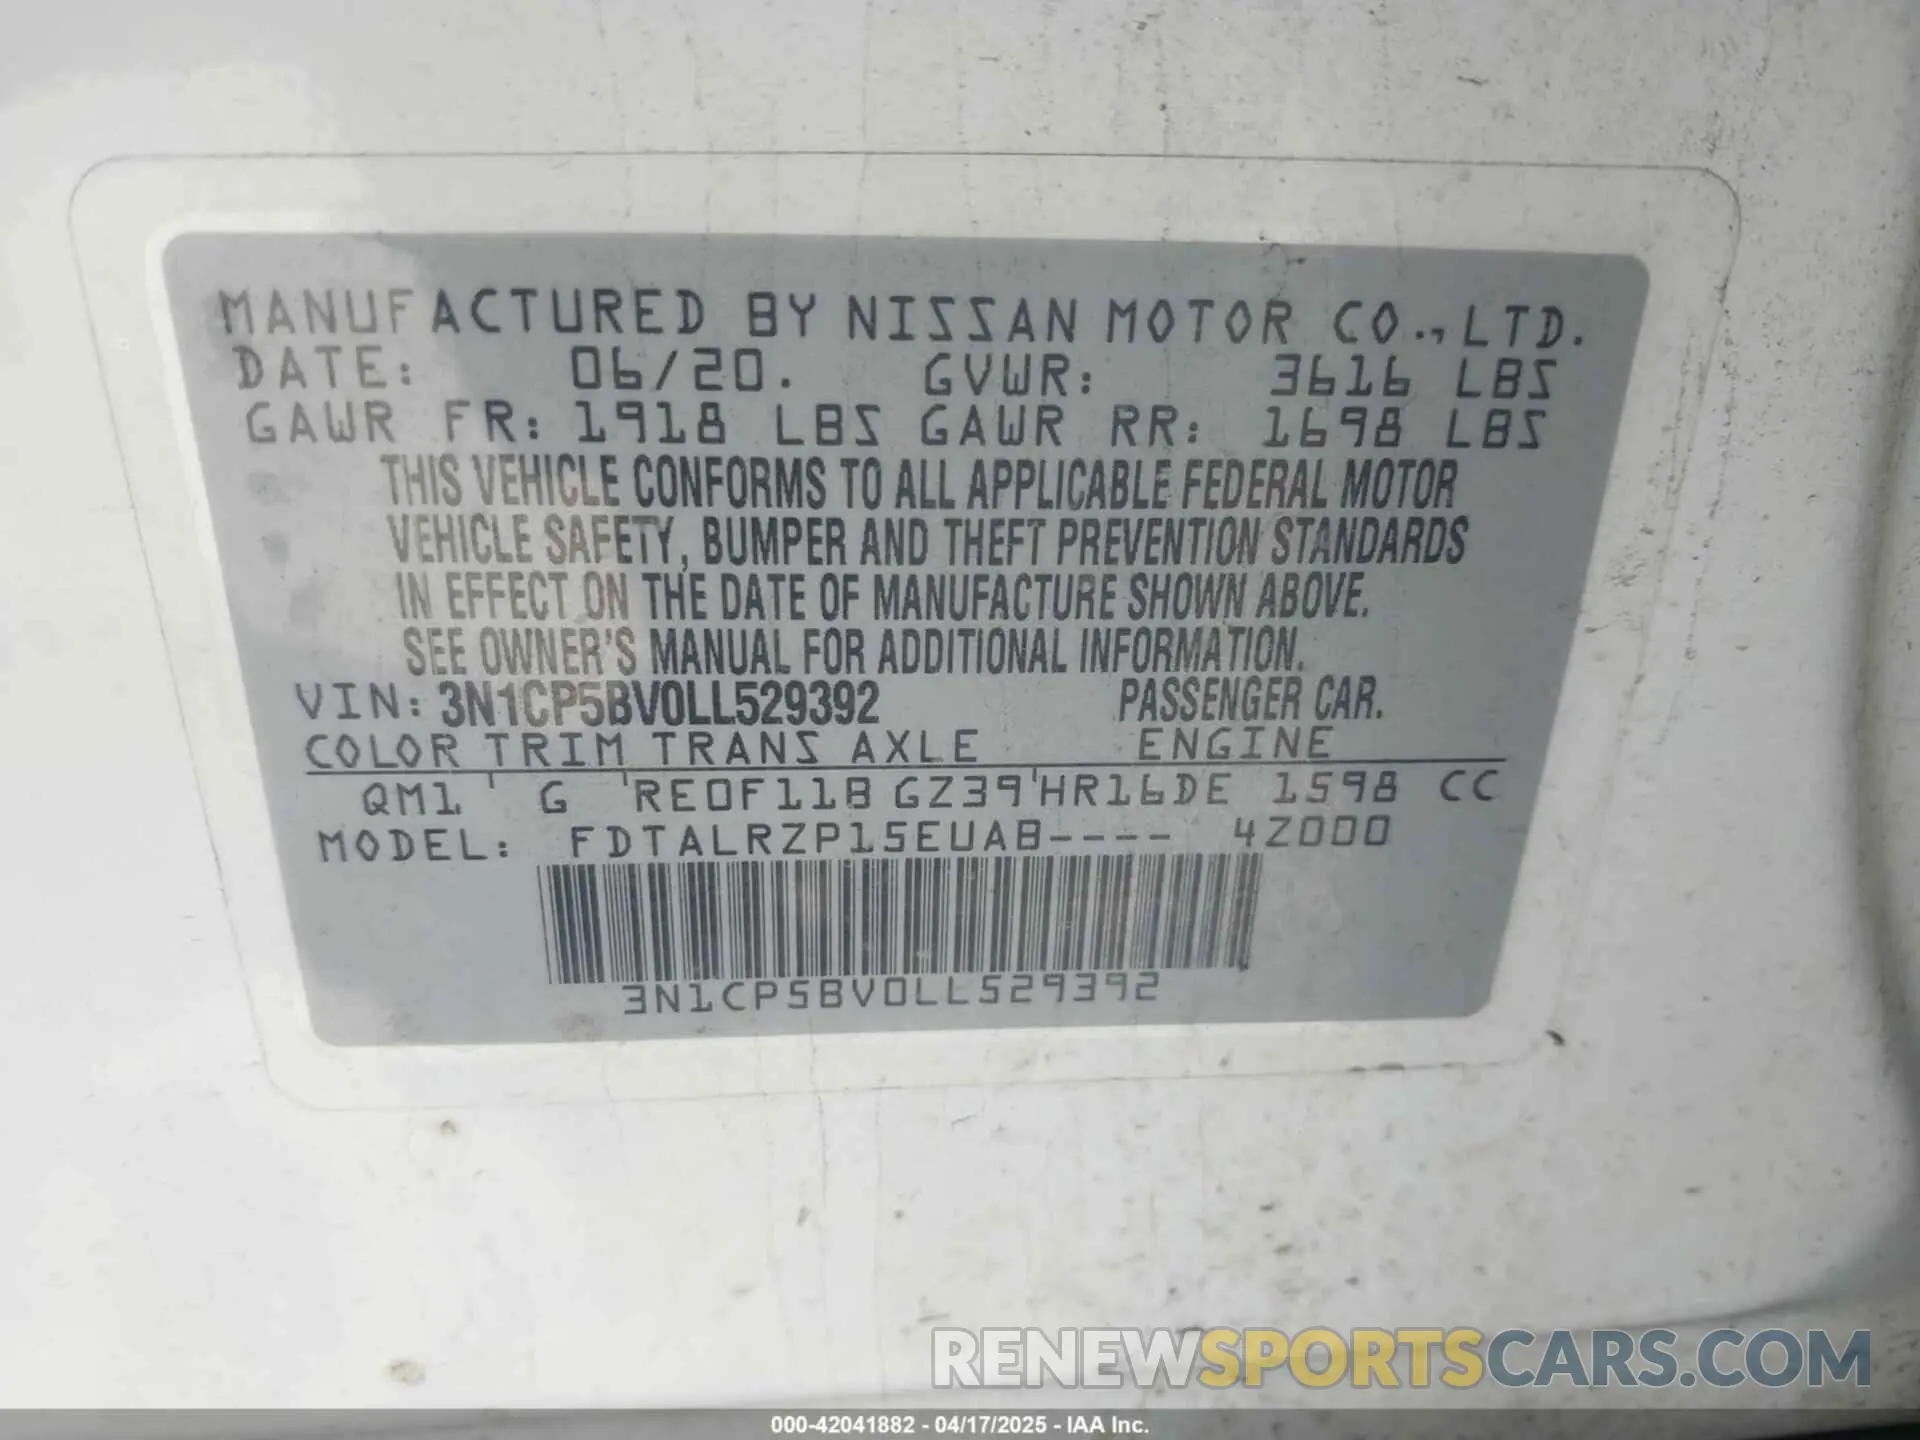 MANUFACTURED BY NISSAN MOTOR CO., LTD.
DATE: 06/20. GVWR: 3616 LBS
GAWR FR: 1918 LBS GAWR RR: 1698 LBS
THIS VEHICLE CONFORMS TO ALL APPLICABLE FEDERAL MOTOR
VEHICLE SAFETY, BUMPER AND THEFT PREVENTION STANDARDS
IN EFFECT ON THE DATE OF MANUFACTURE SHOWN ABOVE.
SEE OWNER'S MANUAL FOR ADDITIONAL INFORMATION.
VIN: 3N1CP5BV0LL529392 PASSENGER CAR.
COLOR TRIM TRANS AXLE ENGINE
QM1 ' G 'RE0F11B GZ39'HR16DE 1598 CC
MODEL: FDTALRZP15EUAB---- 4Z000
3N1CP5BV0LL529392
RENEWSPORTSCARS.COM
000-42041882 - 04/17/2025 - IAA Inc.